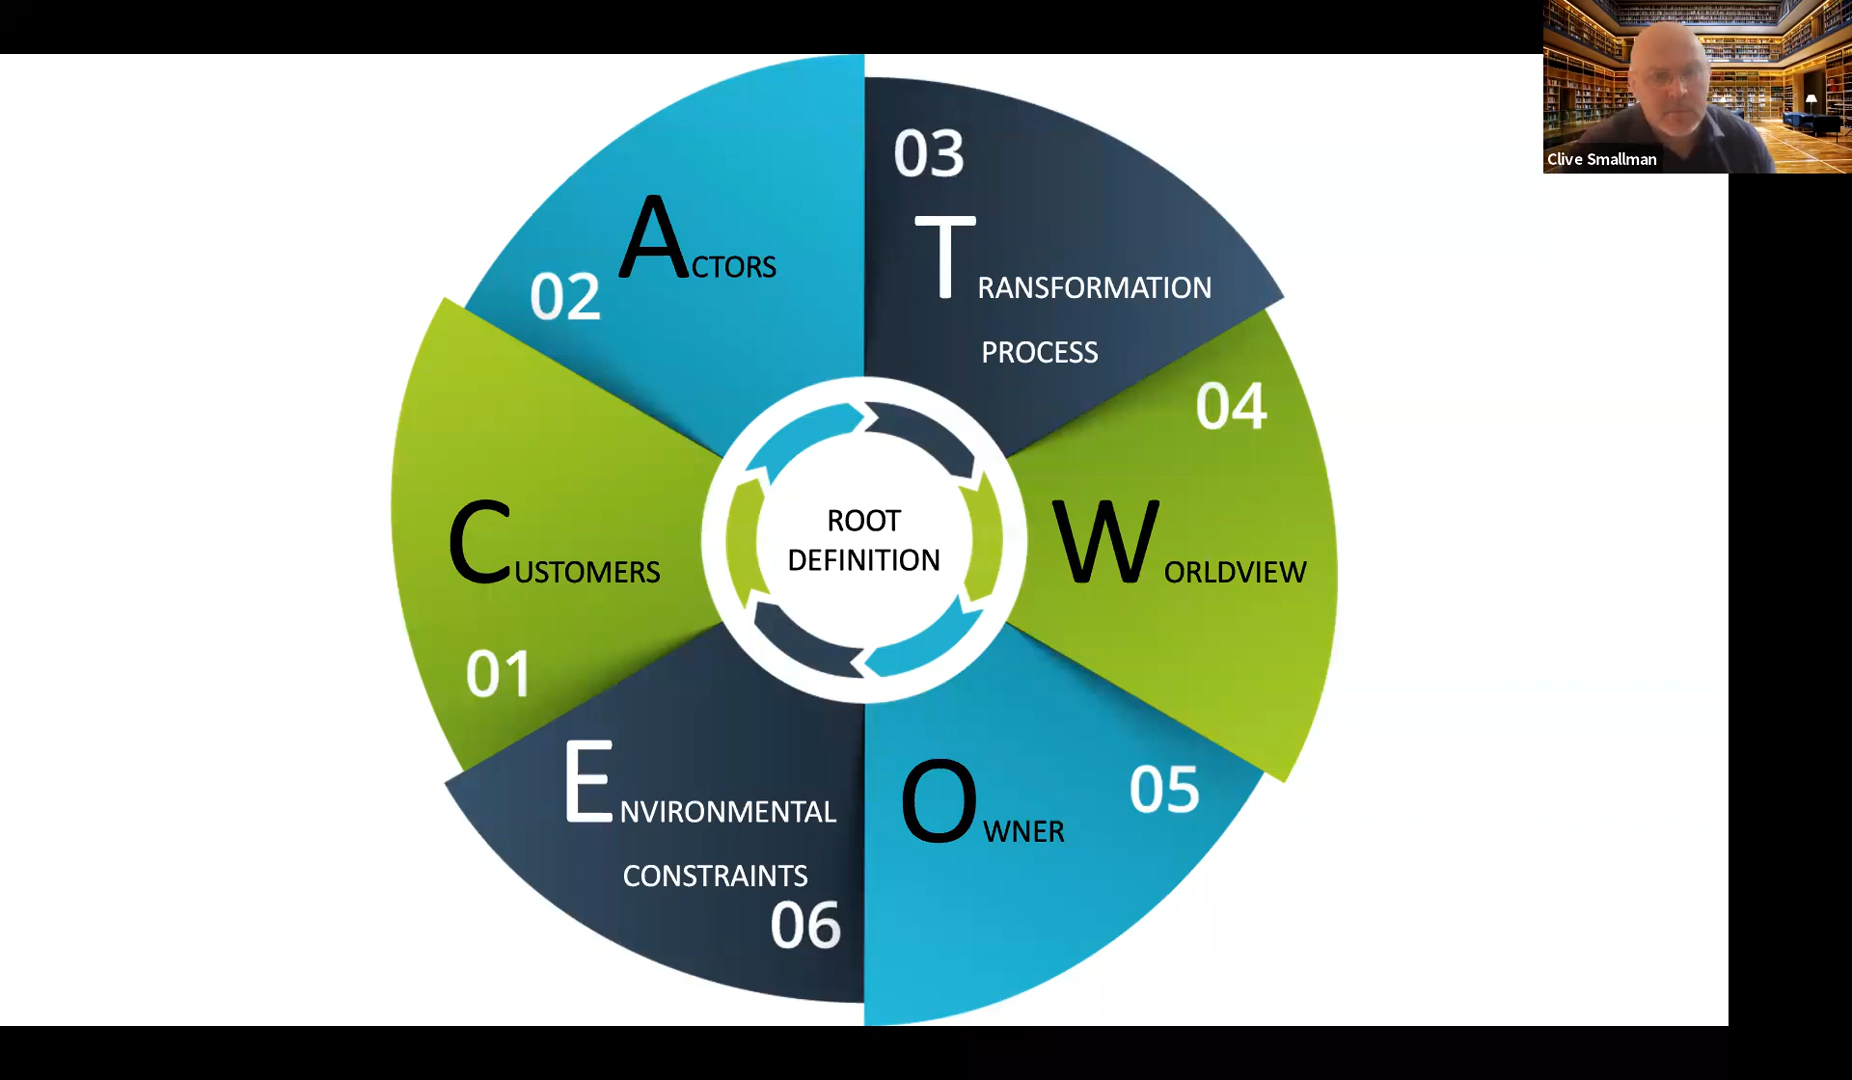 Clive Smallman
01
CUSTOMERS
02
ACTORS
03
TRANSFORMATION
PROCESS
04
WORLDVIEW
05
OWNER
06
ENVIRONMENTAL
CONSTRAINTS
ROOT
DEFINITION